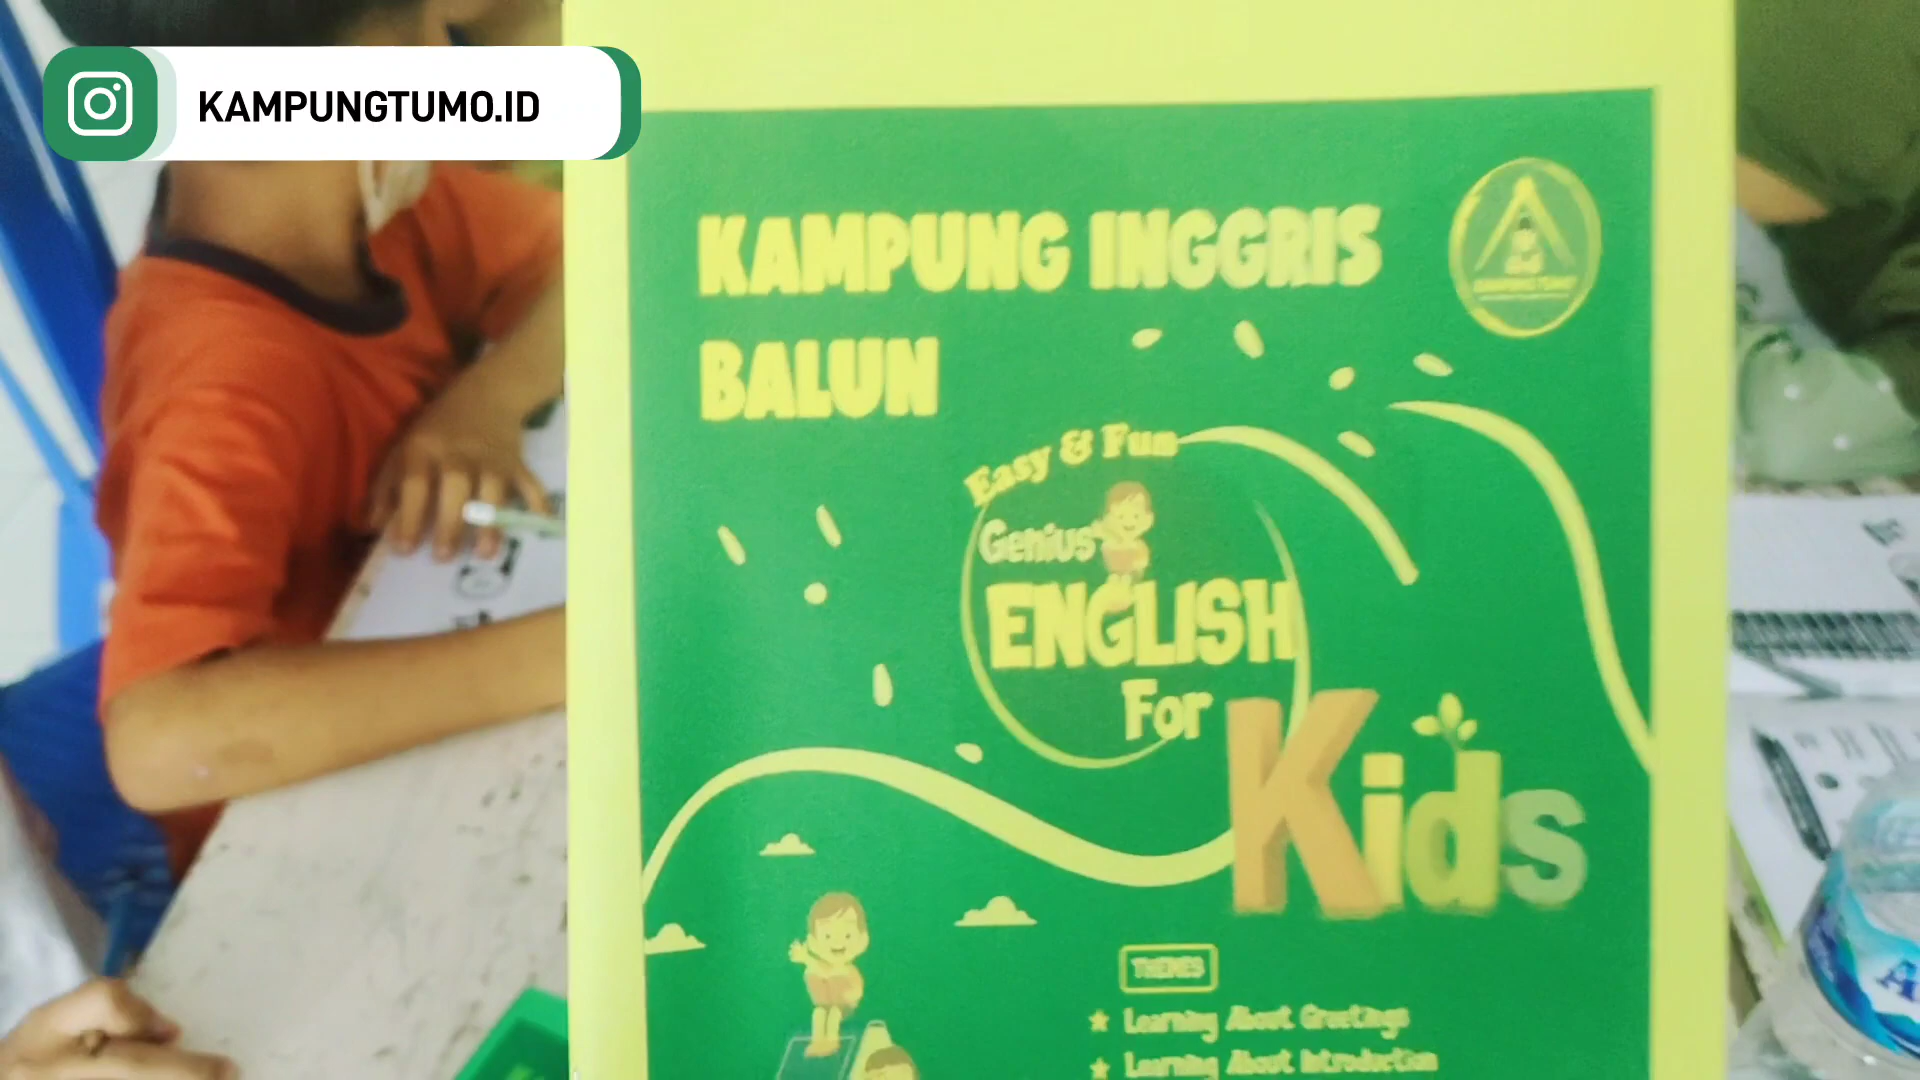 KAMPUNGTUMO.ID
KAMPUNG INGGRIS
BALUN
Easy & Fun
Genius
ENGLISH
For
Kids
THEMES
Learning About Greetings
Learning About Introduction